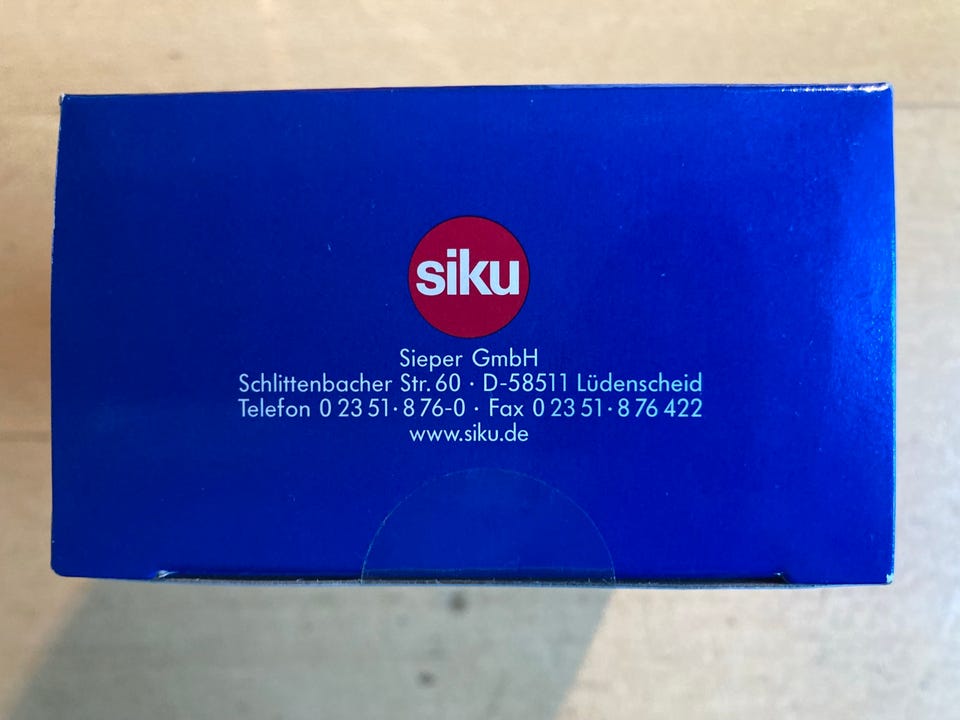 siku
Sieper GmbH
Schlittenbacher Str. 60 · D-58511 Lüdenscheid
Telefon 0 23 51 · 8 76-0 · Fax 0 23 51 · 8 76 422
www.siku.de